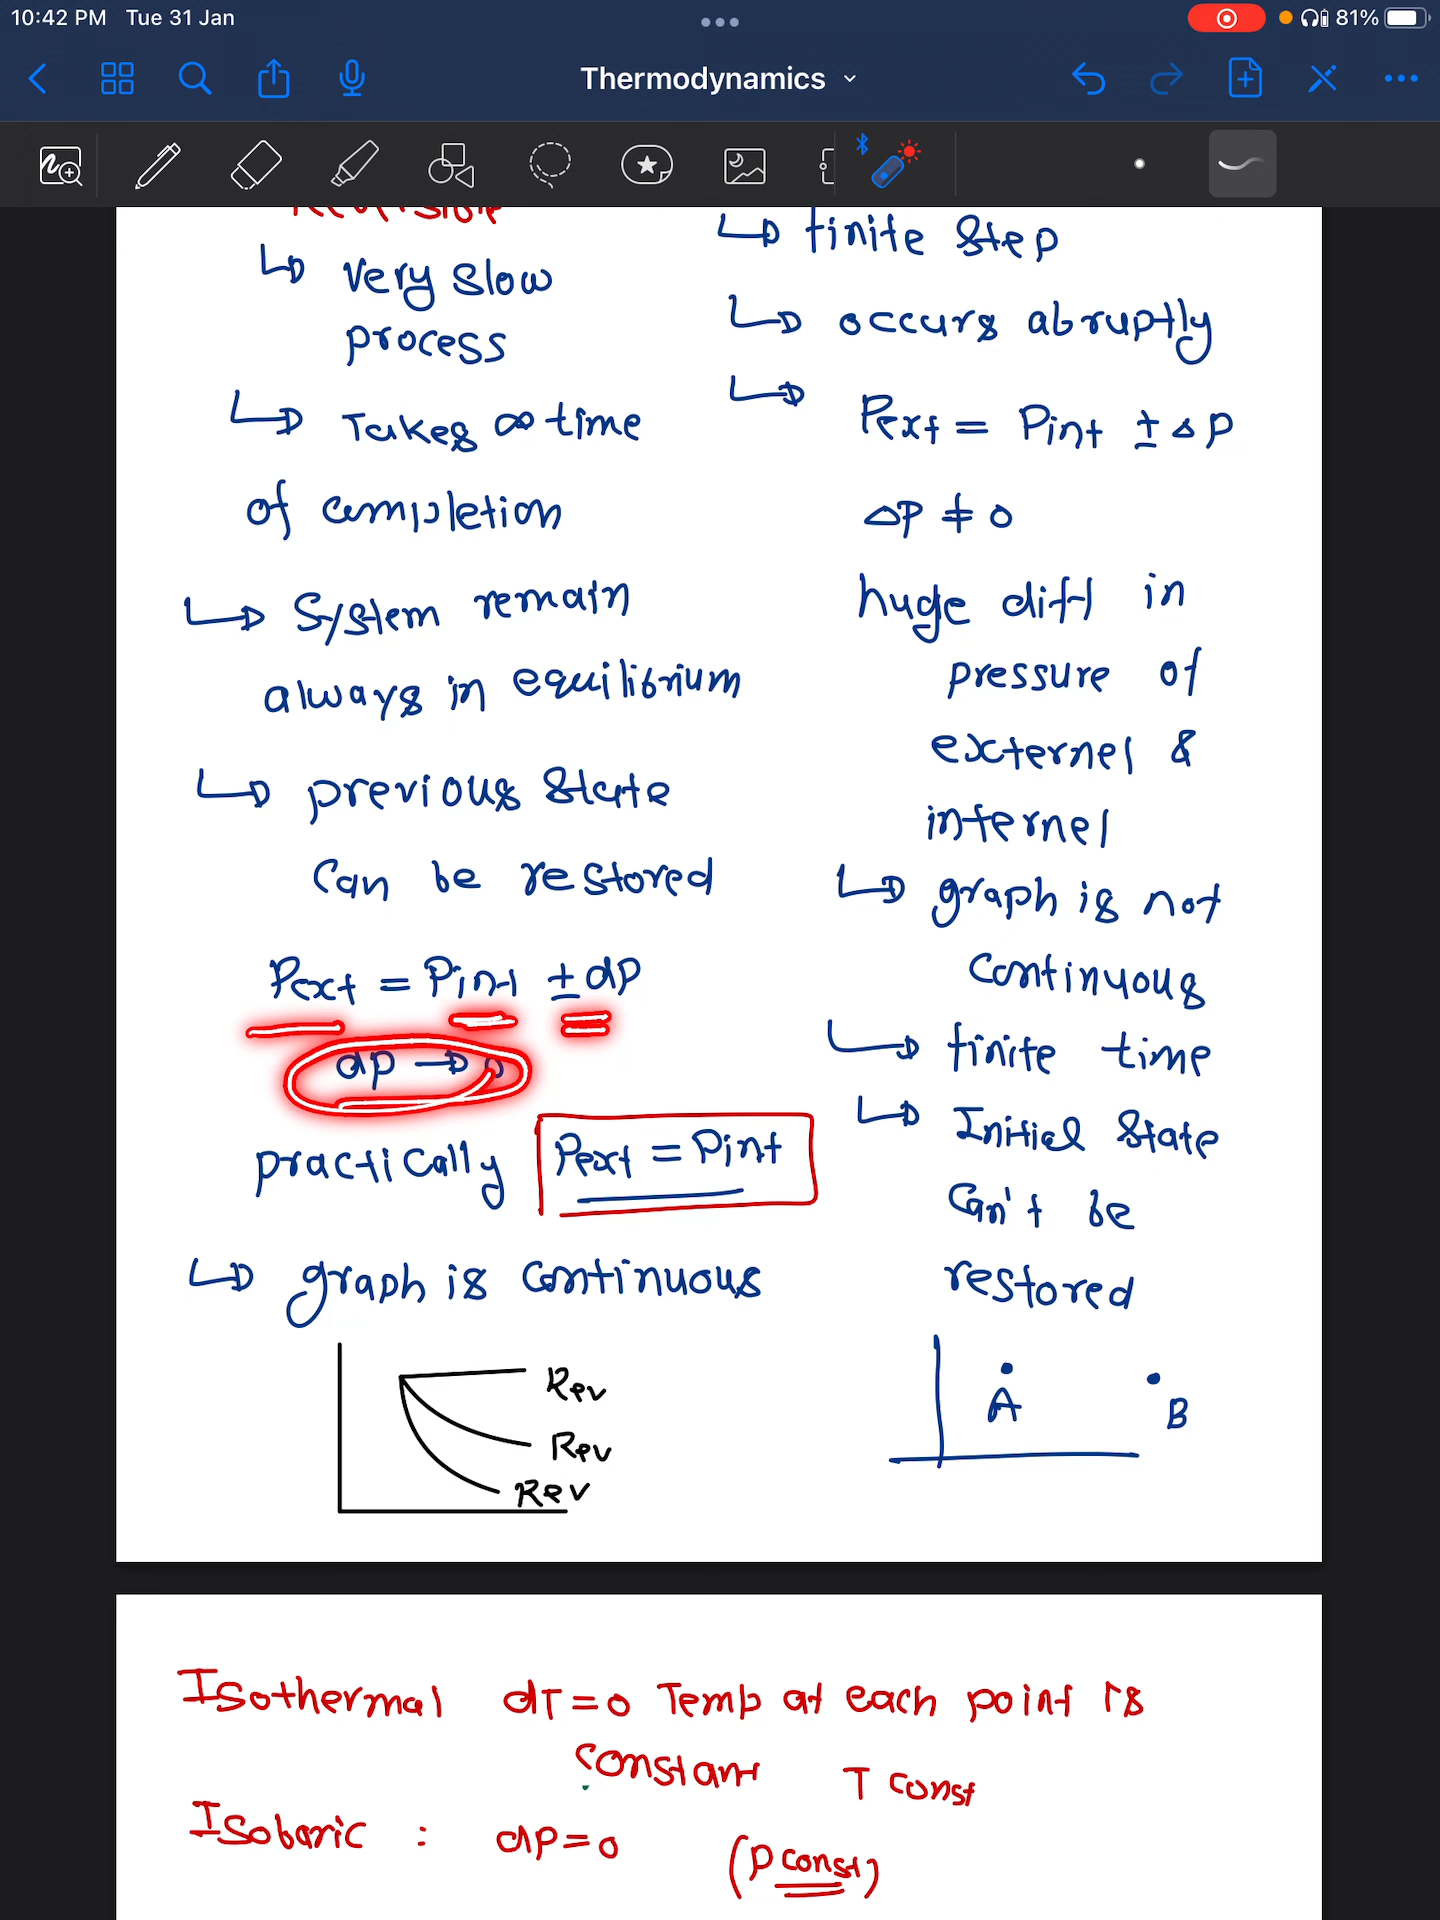 10:42 PM Tue 31 Jan
81%
Thermodynamics
Reversible
↳ Very slow
process
↳ Takes ∞ time
of completion
↳ System remain
always in equilibrium
↳ previous state
Can be restored
Pext = Pint ± dp
dp → 0
practically Pext = Pint
↳ graph is continuous
Rev
Rev
Rev
↳ finite step
↳ occurs abruptly
↳ Pext = Pint ± ΔP
ΔP ≠ 0
huge diff in
pressure of
externel &
internel
↳ graph is not
Continuous
↳ finite time
↳ Initial state
Can't be
restored
A
B
Isothermal dT = 0 Temp at each point is
constant T const
Isobaric : dP = 0 (P const)